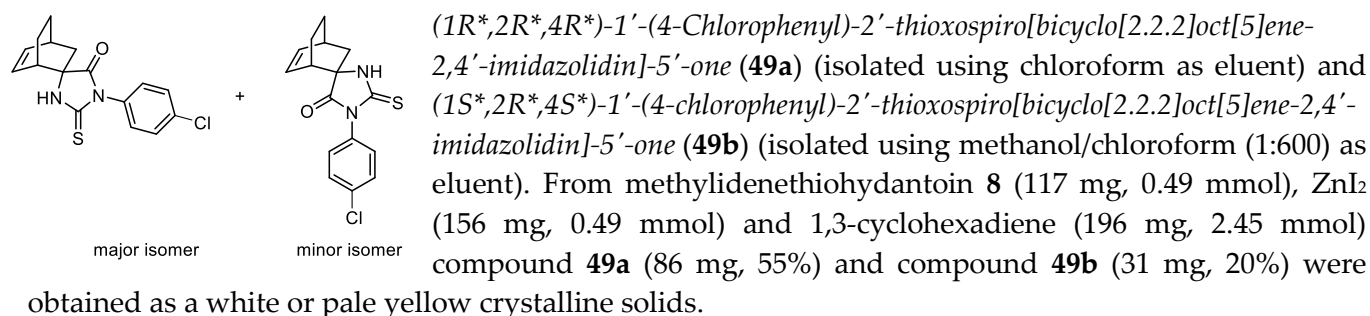 (1R*,2R*,4R*)-1′-(4-Chlorophenyl)-2′-thioxospiro[bicyclo[2.2.2]oct[5]ene-
2,4′-imidazolidin]-5′-one (49a) (isolated using chloroform as eluent) and
(1S*,2R*,4S*)-1′-(4-chlorophenyl)-2′-thioxospiro[bicyclo[2.2.2]oct[5]ene-2,4′-
imidazolidin]-5′-one (49b) (isolated using methanol/chloroform (1:600) as
eluent). From methylidenethiohydantoin 8 (117 mg, 0.49 mmol), ZnI₂
(156 mg, 0.49 mmol) and 1,3-cyclohexadiene (196 mg, 2.45 mmol)
compound 49a (86 mg, 55%) and compound 49b (31 mg, 20%) were
obtained as a white or pale yellow crystalline solids.
O
HN
N
S
Cl
+
NH
O
N
S
Cl
major isomer
minor isomer